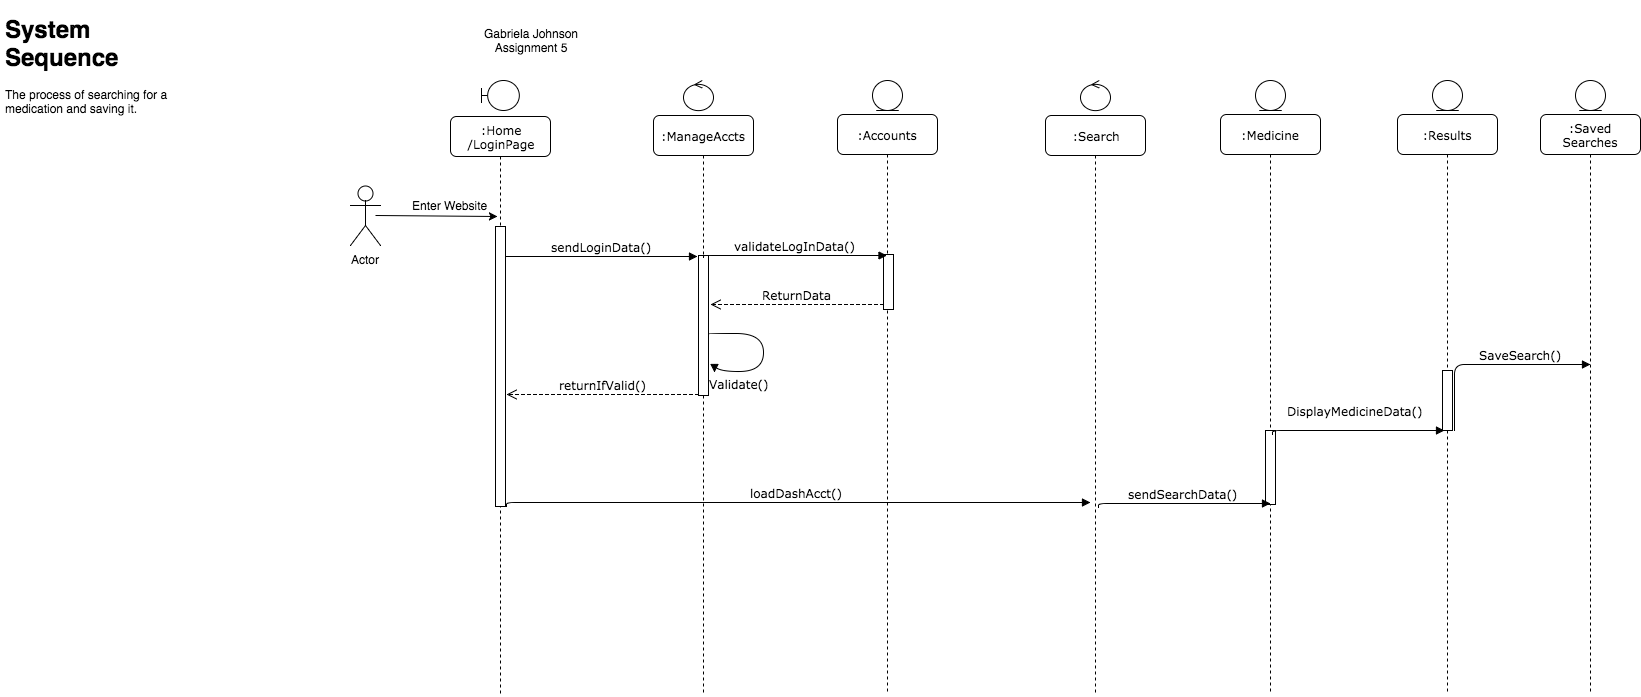 System
Sequence
The process of searching for a
medication and saving it.
Gabriela Johnson
Assignment 5
:Home
/LoginPage
:ManageAccts
:Accounts
:Search
:Medicine
:Results
:Saved
Searches
Enter Website
Actor
sendLoginData()
validateLogInData()
ReturnData
Validate()
returnIfValid()
SaveSearch()
DisplayMedicineData()
loadDashAcct()
sendSearchData()